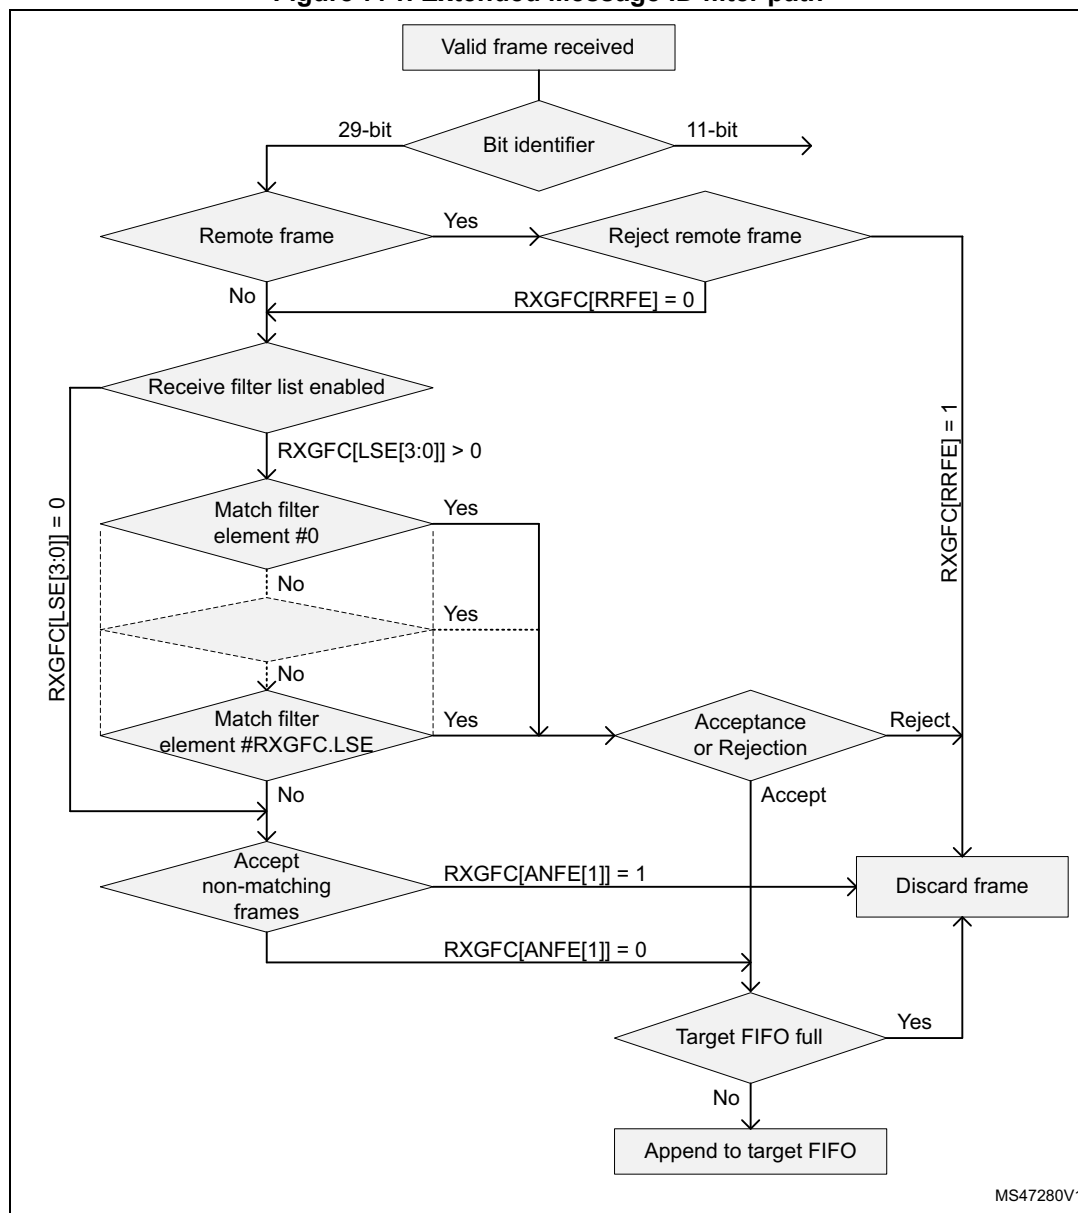 Valid frame received
29-bit
Bit identifier
11-bit
Remote frame
Yes
Reject remote frame
No
RXGFC[RRFE] = 0
Receive filter list enabled
RXGFC[LSE[3:0]] > 0
RXGFC[RRFE] = 1
RXGFC[LSE[3:0]] = 0
Match filter
element #0
Yes
No
Yes
No
Match filter
element #RXGFC.LSE
Yes
Acceptance
or Rejection
Reject
No
Accept
Accept
non-matching
frames
RXGFC[ANFE[1]] = 1
Discard frame
RXGFC[ANFE[1]] = 0
Target FIFO full
Yes
No
Append to target FIFO
MS47280V1